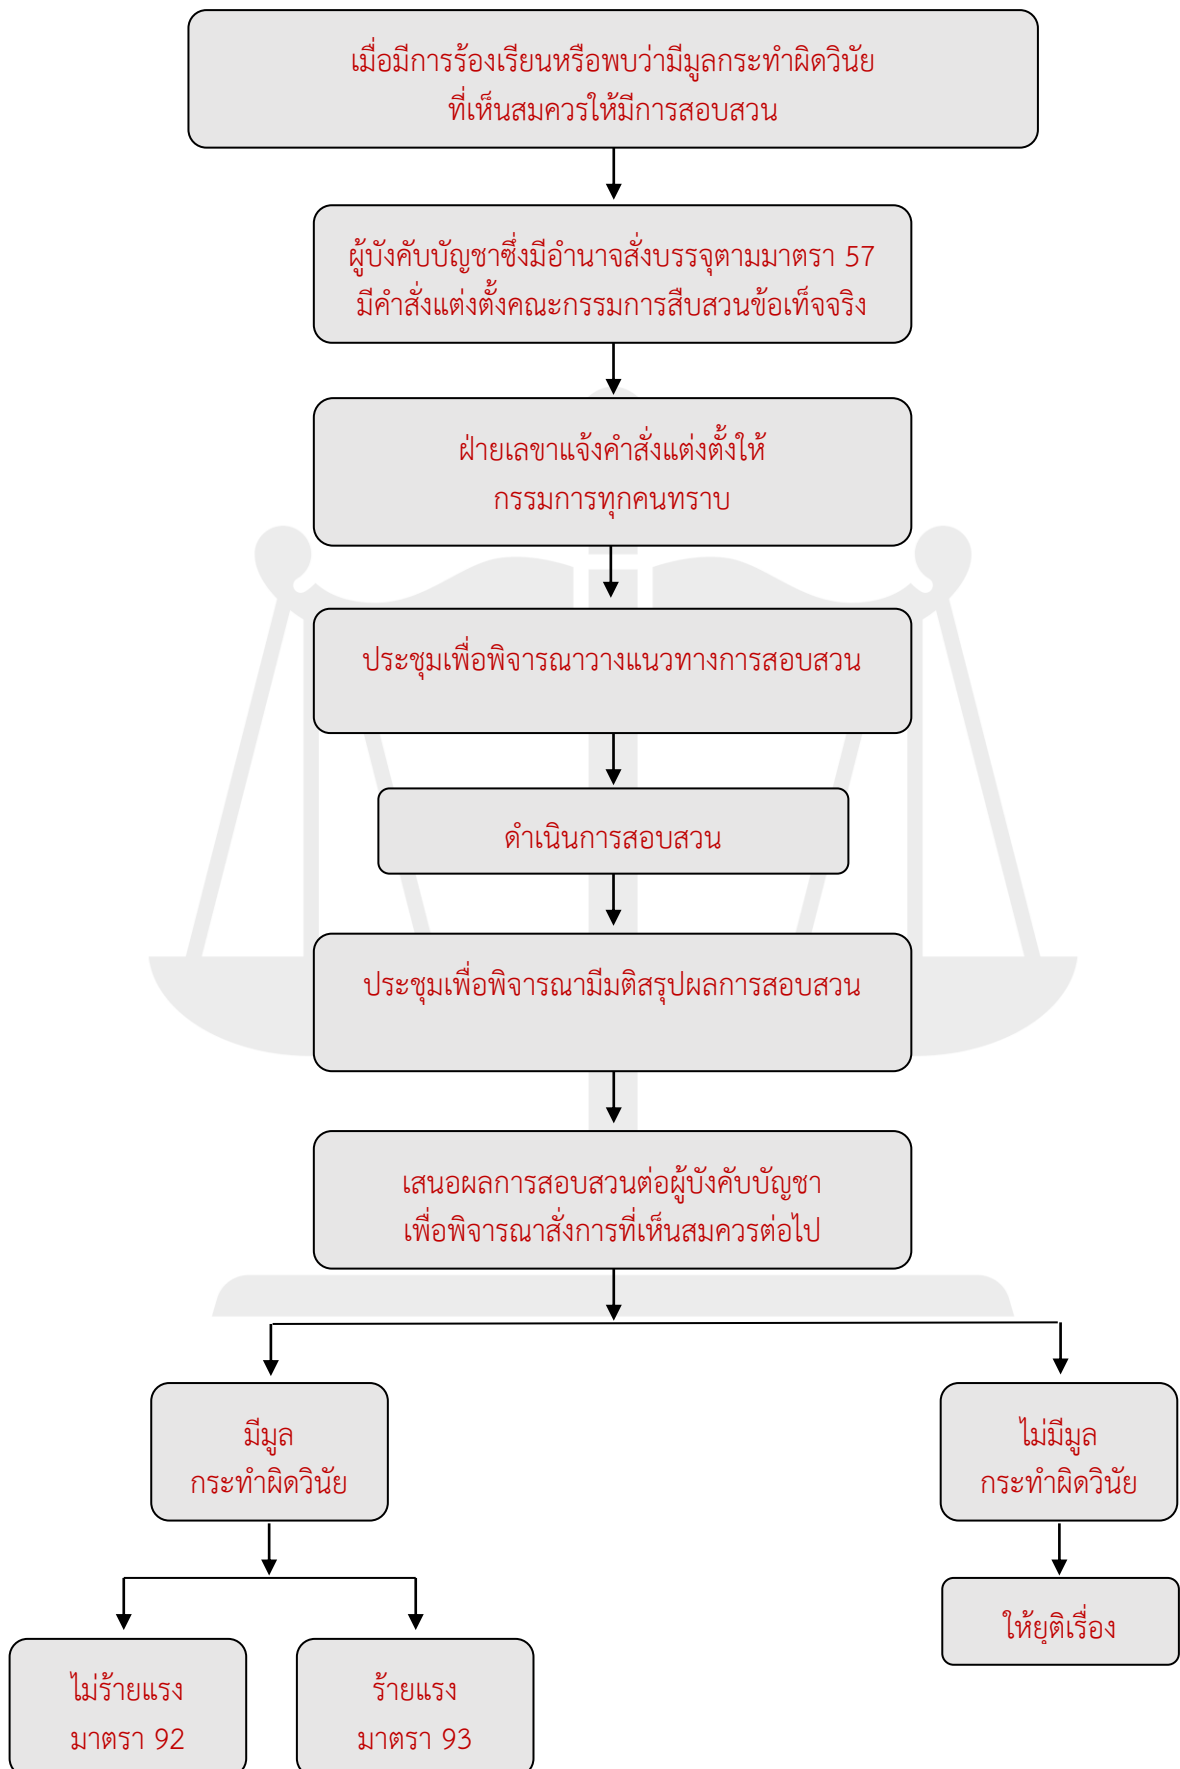 เมื่อมีการร้องเรียนหรือพบว่ามีมูลกระทำผิดวินัย
ที่เห็นสมควรให้มีการสอบสวน
ผู้บังคับบัญชาซึ่งมีอำนาจสั่งบรรจุตามมาตรา 57
มีคำสั่งแต่งตั้งคณะกรรมการสืบสวนข้อเท็จจริง
ฝ่ายเลขาแจ้งคำสั่งแต่งตั้งให้
กรรมการทุกคนทราบ
ประชุมเพื่อพิจารณาวางแนวทางการสอบสวน
ดำเนินการสอบสวน
ประชุมเพื่อพิจารณามีมติสรุปผลการสอบสวน
เสนอผลการสอบสวนต่อผู้บังคับบัญชา
เพื่อพิจารณาสั่งการที่เห็นสมควรต่อไป
มีมูล
กระทำผิดวินัย
ไม่มีมูล
กระทำผิดวินัย
ให้ยุติเรื่อง
ไม่ร้ายแรง
มาตรา 92
ร้ายแรง
มาตรา 93